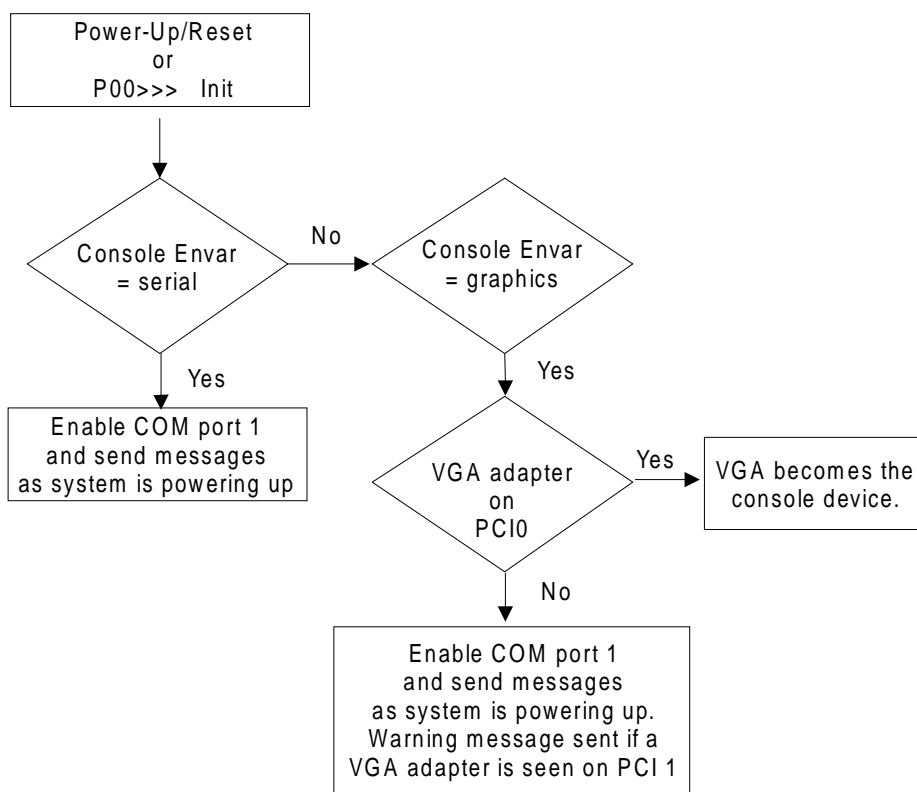 Power-Up/Reset
or
P00>>> Init
Console Envar
= serial
No
Console Envar
= graphics
Yes
Enable COM port 1
and send messages
as system is powering up
Yes
VGA adapter
on
PCI0
Yes
VGA becomes the
console device.
No
Enable COM port 1
and send messages
as system is powering up.
Warning message sent if a
VGA adapter is seen on PCI 1